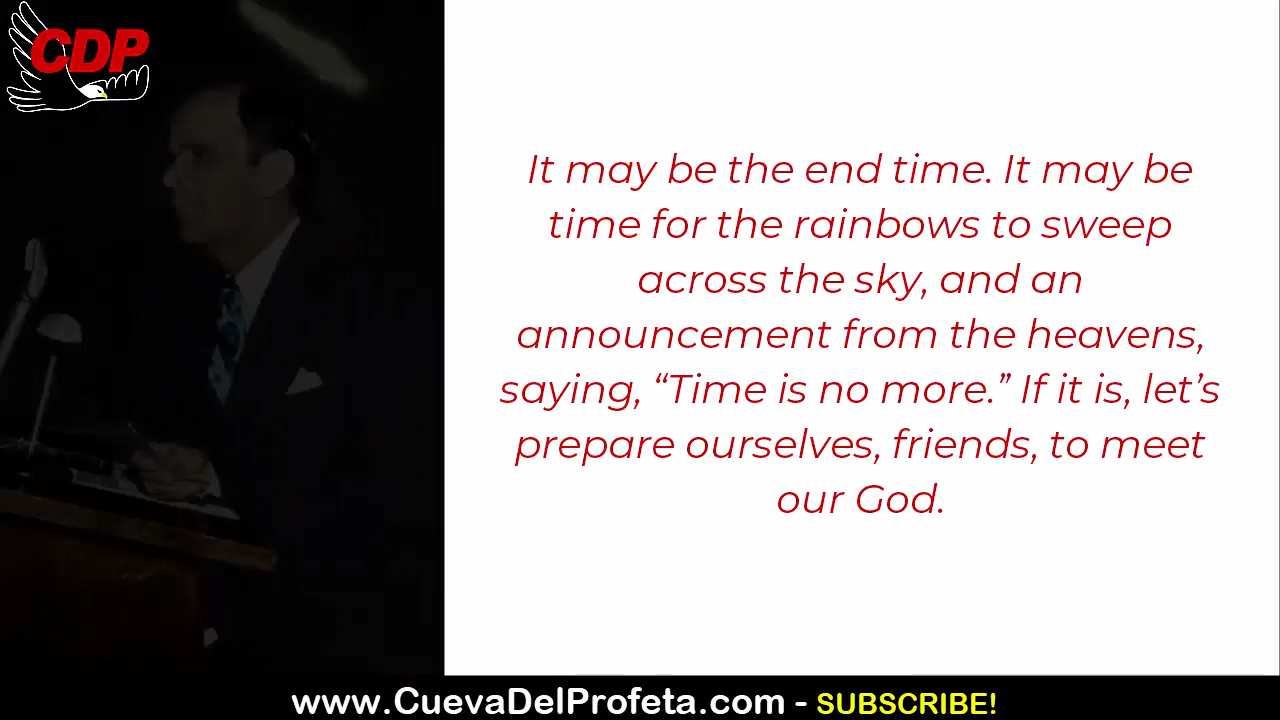 CDP
It may be the end time. It may be
time for the rainbows to sweep
across the sky, and an
announcement from the heavens,
saying, “Time is no more.” If it is, let’s
prepare ourselves, friends, to meet
our God.
www.CuevaDelProfeta.com - SUBSCRIBE!